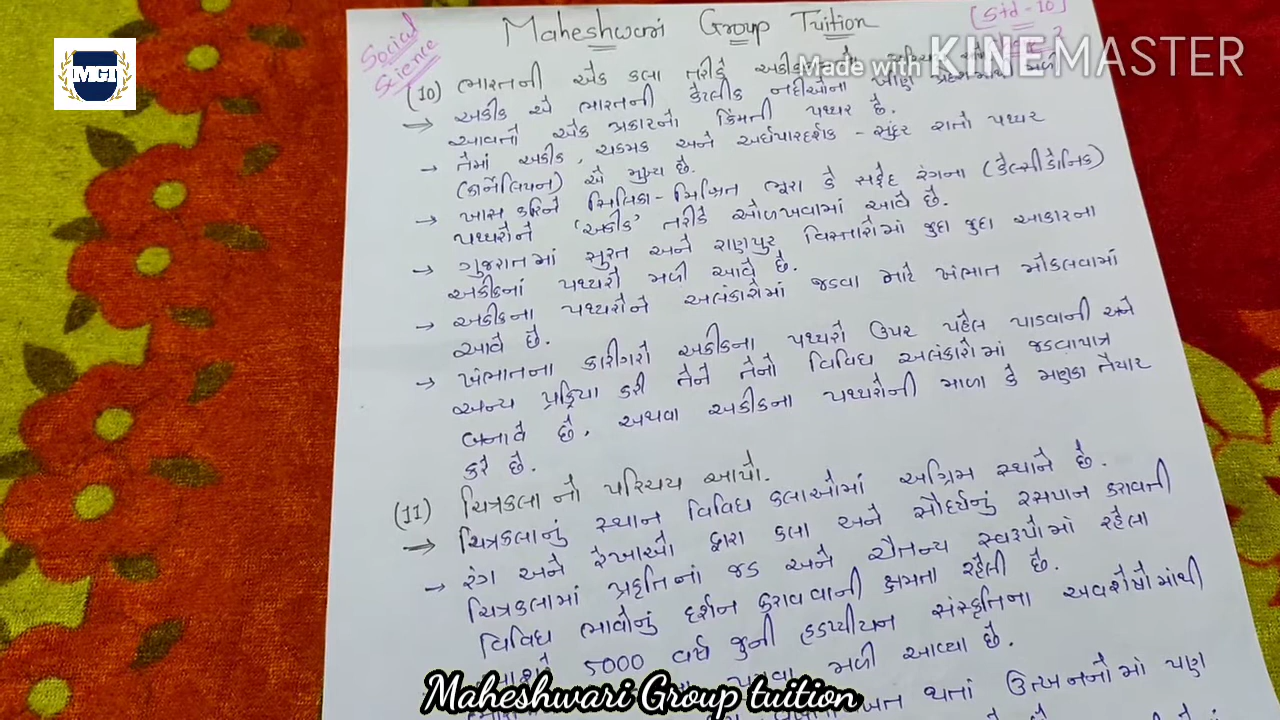 MGI
Made with KINEMASTER
Social
Science
Maheshwari Group Tuition
[Std-10]
(10) ભારતની એક કલા તરીકે અકીક
→ અકીક એ ભારતની કેટલીક નદીઓના
આવતો એક પ્રકારનો કિંમતી પથ્થર છે.
→ તેમાં અકીક, ચકમક અને અર્ધપારદર્શક - સુંદર રાતો પથ્થર
(કાર્નેલિયન) એ મુખ્ય છે.
→ ખાસ કરીને સિલિકા-મિશ્રિત ભૂરા કે સફેદ રંગના (કેલ્સીડોનિક)
પથ્થરોને 'અકીક' તરીકે ઓળખવામાં આવે છે.
→ ગુજરાતમાં સુરત અને રાણપુર વિસ્તારોમાં જુદા જુદા આકારના
અકીકનાં પથ્થરો મળી આવે છે.
→ અકીકના પથ્થરોને અલંકારોમાં જડવા માટે ખંભાત મોકલવામાં
આવે છે.
→ ખંભાતના કારીગરો અકીકના પથ્થરો ઉપર પહેલ પાડવાની અને
અન્ય પ્રક્રિયા કરી તેને તેનો વિવિધ અલંકારોમાં જડવાપાત્ર
બનાવે છે, અથવા અકીકના પથ્થરોની માળા કે મણકા તૈયાર
કરે છે.
(11) ચિત્રકલા નો પરિચય આપો.
→ ચિત્રકલાનું સ્થાન વિવિધ કલાઓમાં અગ્રિમ સ્થાને છે.
→ રંગ અને રેખાઓ દ્વારા કલા અને સૌંદર્યનું રસપાન કરાવતી
ચિત્રકલામાં પ્રકૃતિનાં જડ અને ચૈતન્ય સ્વરૂપોમાં રહેલા
વિવિધ ભાવોનું દર્શન કરાવવાની ક્ષમતા રહેલી છે.
5000 વર્ષ જુની હડપ્પીયન સંસ્કૃતિના અવશેષોમાંથી
મળી આવ્યા છે.
થતાં ઉત્ખનનોમાં પણ
Maheshwari Group tuition